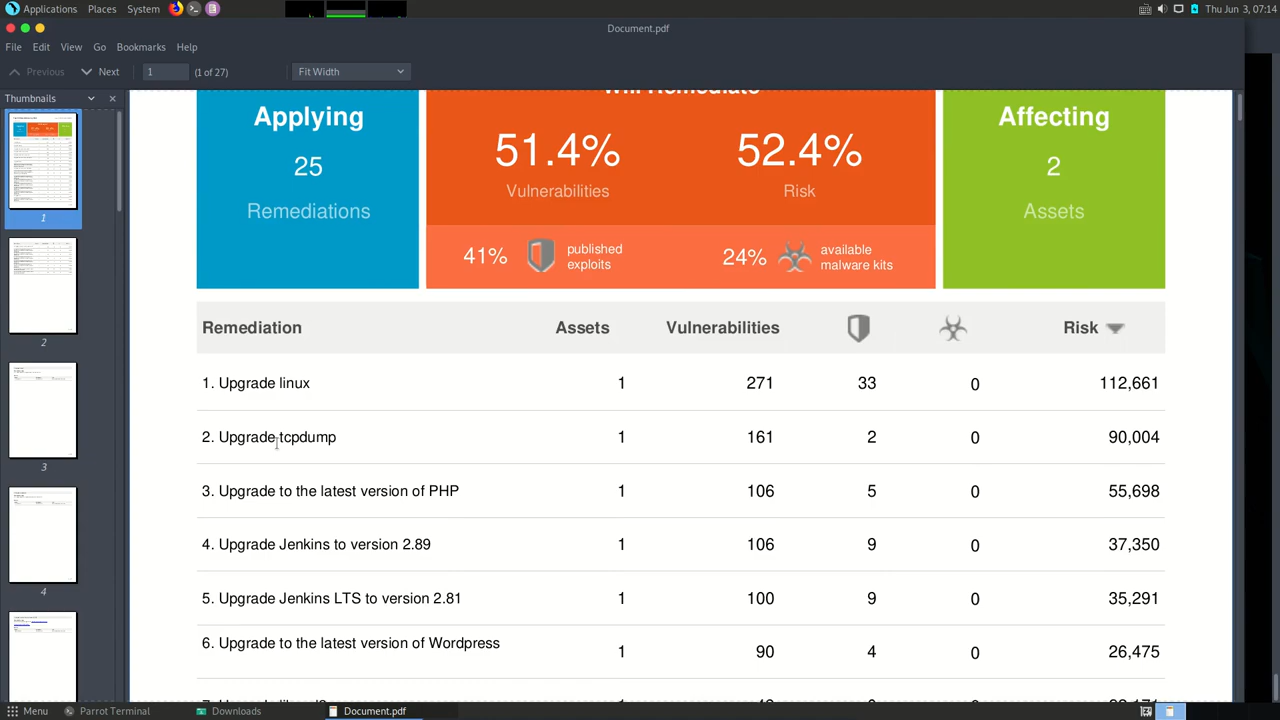 Applications Places System Thu Jun 3, 07:14
Document.pdf
File Edit View Go Bookmarks Help
Previous Next 1 (1 of 27) Fit Width
Thumbnails
1
2
3
4
Applying
25
Remediations
Will Remediate
51.4% 52.4%
Vulnerabilities Risk
41% published exploits
24% available malware kits
Affecting
2
Assets
Remediation Assets Vulnerabilities Risk
1. Upgrade linux 1 271 33 0 112,661
2. Upgrade tcpdump 1 161 2 0 90,004
3. Upgrade to the latest version of PHP 1 106 5 0 55,698
4. Upgrade Jenkins to version 2.89 1 106 9 0 37,350
5. Upgrade Jenkins LTS to version 2.81 1 100 9 0 35,291
6. Upgrade to the latest version of Wordpress 1 90 4 0 26,475
Menu Parrot Terminal Downloads Document.pdf